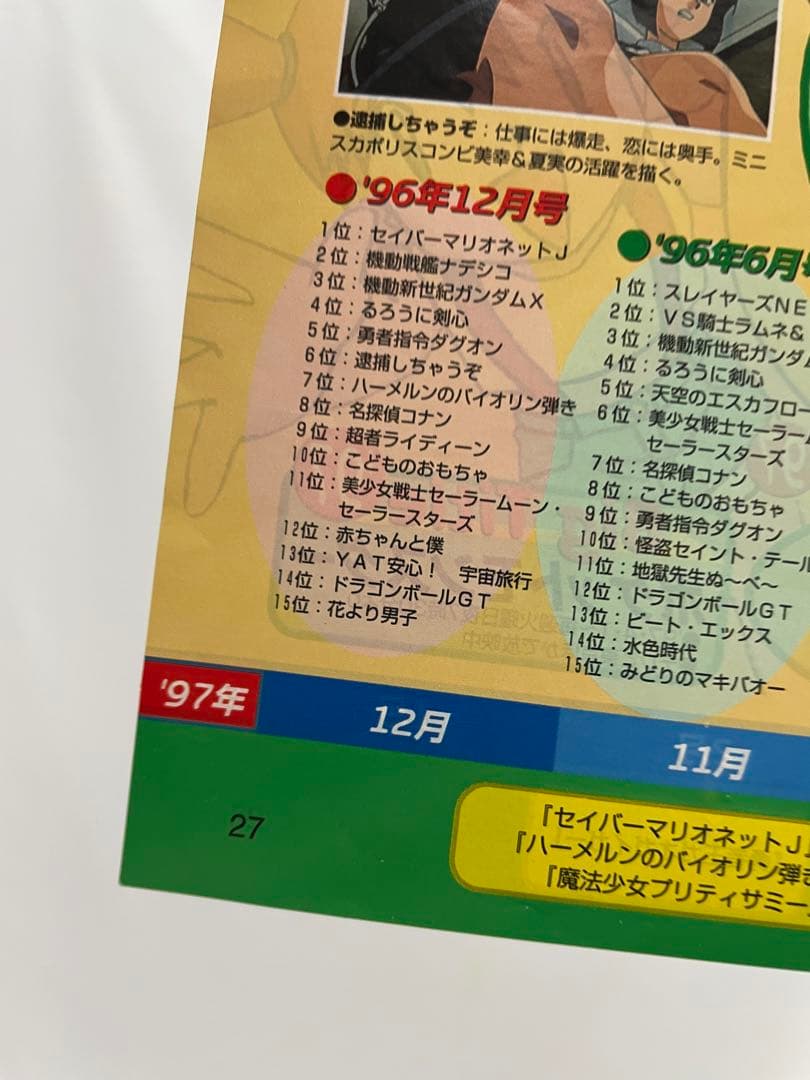 ●逮捕しちゃうぞ：仕事には爆走、恋には奥手。ミニ
スカポリスコンビ美幸＆夏実の活躍を描く。
●'96年12月号
1位：セイバーマリオネットJ
2位：機動戦艦ナデシコ
3位：機動新世紀ガンダムX
4位：るろうに剣心
5位：勇者指令ダグオン
6位：逮捕しちゃうぞ
7位：ハーメルンのバイオリン弾き
8位：名探偵コナン
9位：超者ライディーン
10位：こどものおもちゃ
11位：美少女戦士セーラームーン・
セーラースターズ
12位：赤ちゃんと僕
13位：YAT安心！　宇宙旅行
14位：ドラゴンボールGT
15位：花より男子
●'96年6月号
1位：スレイヤーズNE
2位：VS騎士ラムネ＆
3位：機動新世紀ガンダム
4位：るろうに剣心
5位：天空のエスカフロー
6位：美少女戦士セーラーム
セーラースターズ
7位：名探偵コナン
8位：こどものおもちゃ
9位：勇者指令ダグオン
10位：怪盗セイント・テール
11位：地獄先生ぬ〜べ〜
12位：ドラゴンボールGT
13位：ビート・エックス
14位：水色時代
15位：みどりのマキバオー
'97年
12月
11月
『セイバーマリオネットJ』
『ハーメルンのバイオリン弾き
『魔法少女プリティサミー
27